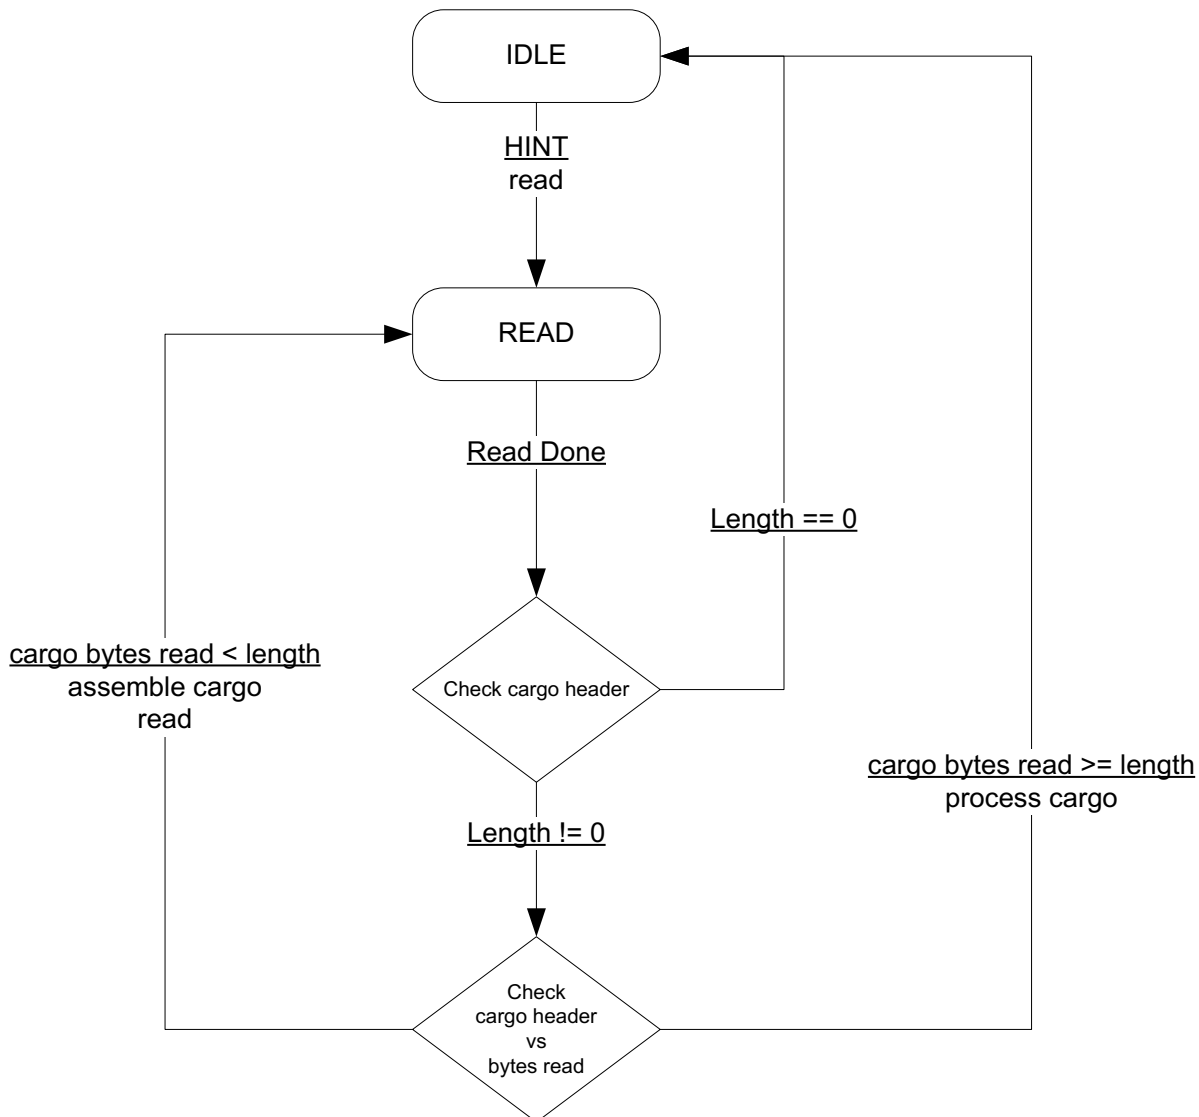 IDLE
HINT
read
READ
Read Done
Length == 0
cargo bytes read < length
assemble cargo
read
Check cargo header
cargo bytes read >= length
process cargo
Length != 0
Check
cargo header
vs
bytes read